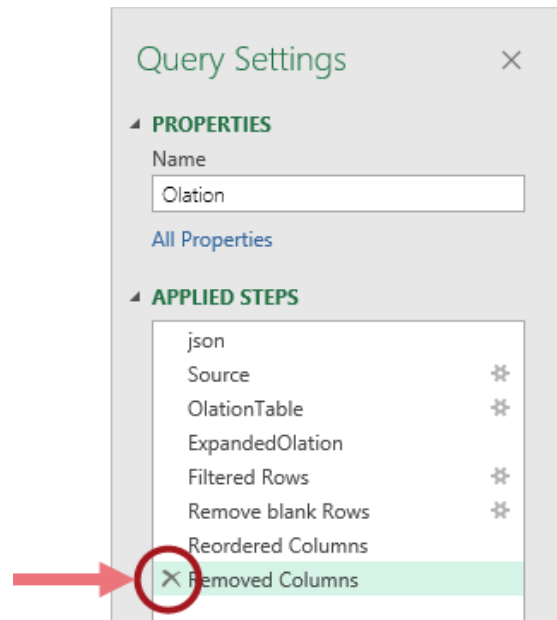 Query Settings
PROPERTIES
Name
Olation
All Properties
APPLIED STEPS
json
Source
OlationTable
ExpandedOlation
Filtered Rows
Remove blank Rows
Reordered Columns
Removed Columns